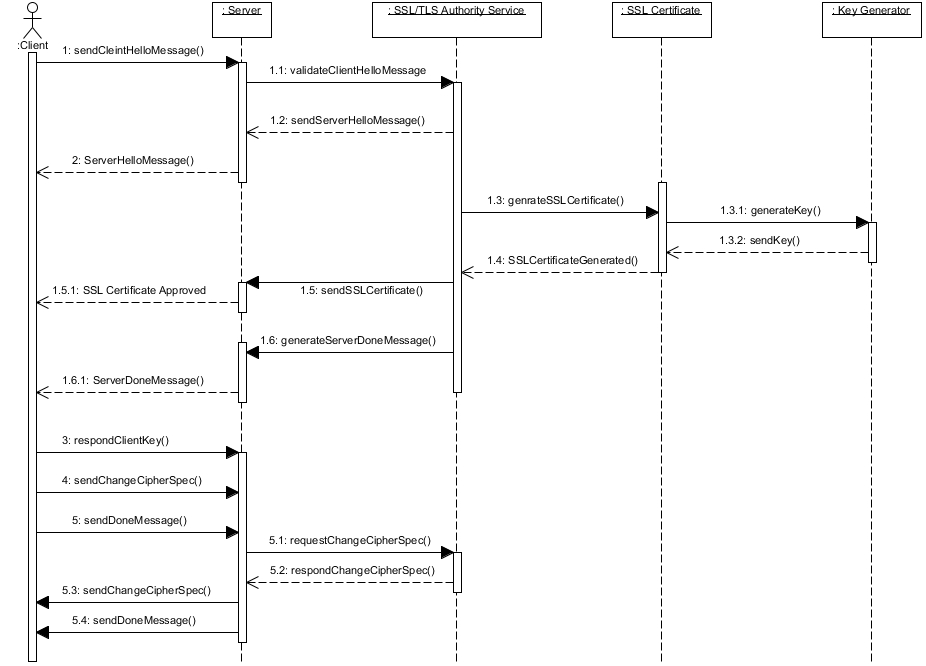 : Server
: SSL/TLS Authority Service
: SSL Certificate
: Key Generator
:Client
1: sendCleintHelloMessage()
1.1: validateClientHelloMessage
1.2: sendServerHelloMessage()
2: ServerHelloMessage()
1.3: genrateSSLCertificate()
1.3.1: generateKey()
1.3.2: sendKey()
1.4: SSLCertificateGenerated()
1.5.1: SSL Certificate Approved
1.5: sendSSLCertificate()
1.6: generateServerDoneMessage()
1.6.1: ServerDoneMessage()
3: respondClientKey()
4: sendChangeCipherSpec()
5: sendDoneMessage()
5.1: requestChangeCipherSpec()
5.2: respondChangeCipherSpec()
5.3: sendChangeCipherSpec()
5.4: sendDoneMessage()